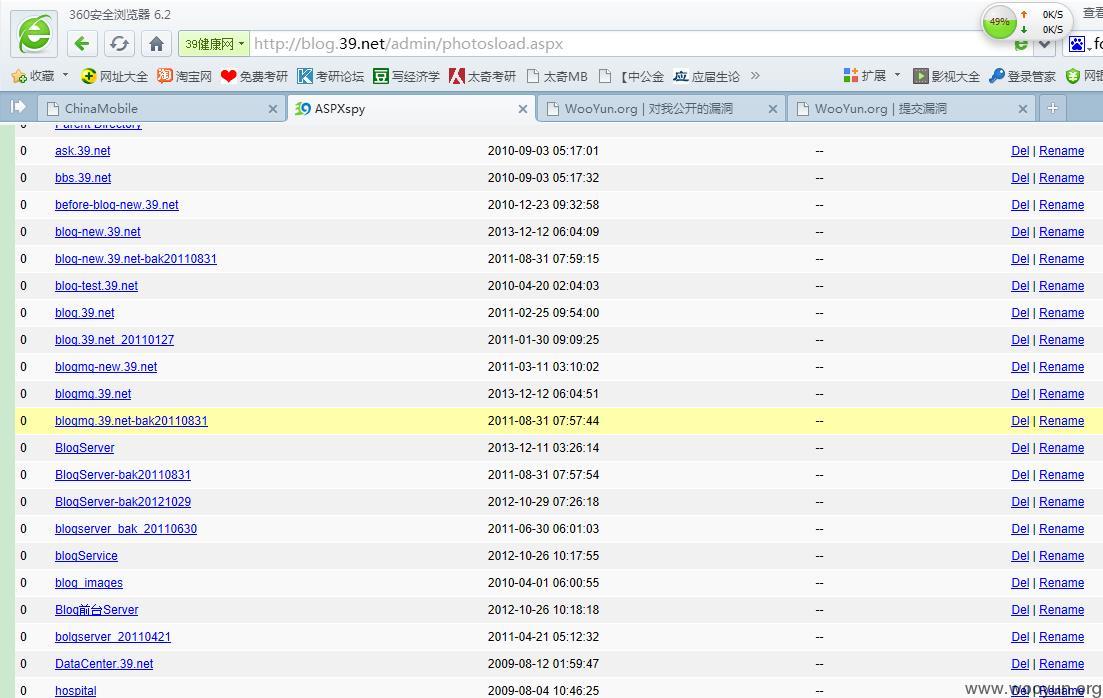 360安全浏览器 6.2
49%
0K/S
0K/S
查看
39健康网
http://blog.39.net/admin/photosload.aspx
收藏 网址大全 淘宝网 免费考研 考研论坛 写经济学 太奇考研 太奇MB 【中公金 应届生论 » 扩展 影视大全 登录管家 网银
ChinaMobile ASPXspy WooYun.org | 对我公开的漏洞 WooYun.org | 提交漏洞
0 Parent Directory
0 ask.39.net 2010-09-03 05:17:01 -- Del | Rename
0 bbs.39.net 2010-09-03 05:17:32 -- Del | Rename
0 before-blog-new.39.net 2010-12-23 09:32:58 -- Del | Rename
0 blog-new.39.net 2013-12-12 06:04:09 -- Del | Rename
0 blog-new.39.net-bak20110831 2011-08-31 07:59:15 -- Del | Rename
0 blog-test.39.net 2010-04-20 02:04:03 -- Del | Rename
0 blog.39.net 2011-02-25 09:54:00 -- Del | Rename
0 blog.39.net_20110127 2011-01-30 09:09:25 -- Del | Rename
0 blogmg-new.39.net 2011-03-11 03:10:02 -- Del | Rename
0 blogmg.39.net 2013-12-12 06:04:51 -- Del | Rename
0 blogmg.39.net-bak20110831 2011-08-31 07:57:44 -- Del | Rename
0 BlogServer 2013-12-11 03:26:14 -- Del | Rename
0 BlogServer-bak20110831 2011-08-31 07:57:54 -- Del | Rename
0 BlogServer-bak20121029 2012-10-29 07:26:18 -- Del | Rename
0 blogserver_bak_20110630 2011-06-30 06:01:03 -- Del | Rename
0 blogService 2012-10-26 10:17:55 -- Del | Rename
0 blog_images 2010-04-01 06:00:55 -- Del | Rename
0 Blog前台Server 2012-10-26 10:18:18 -- Del | Rename
0 bolgserver_20110421 2011-04-21 05:12:32 -- Del | Rename
0 DataCenter.39.net 2009-08-12 01:59:47 -- Del | Rename
0 hospital 2009-08-04 10:46:25 -- Del | Rename
www.wooyun.org